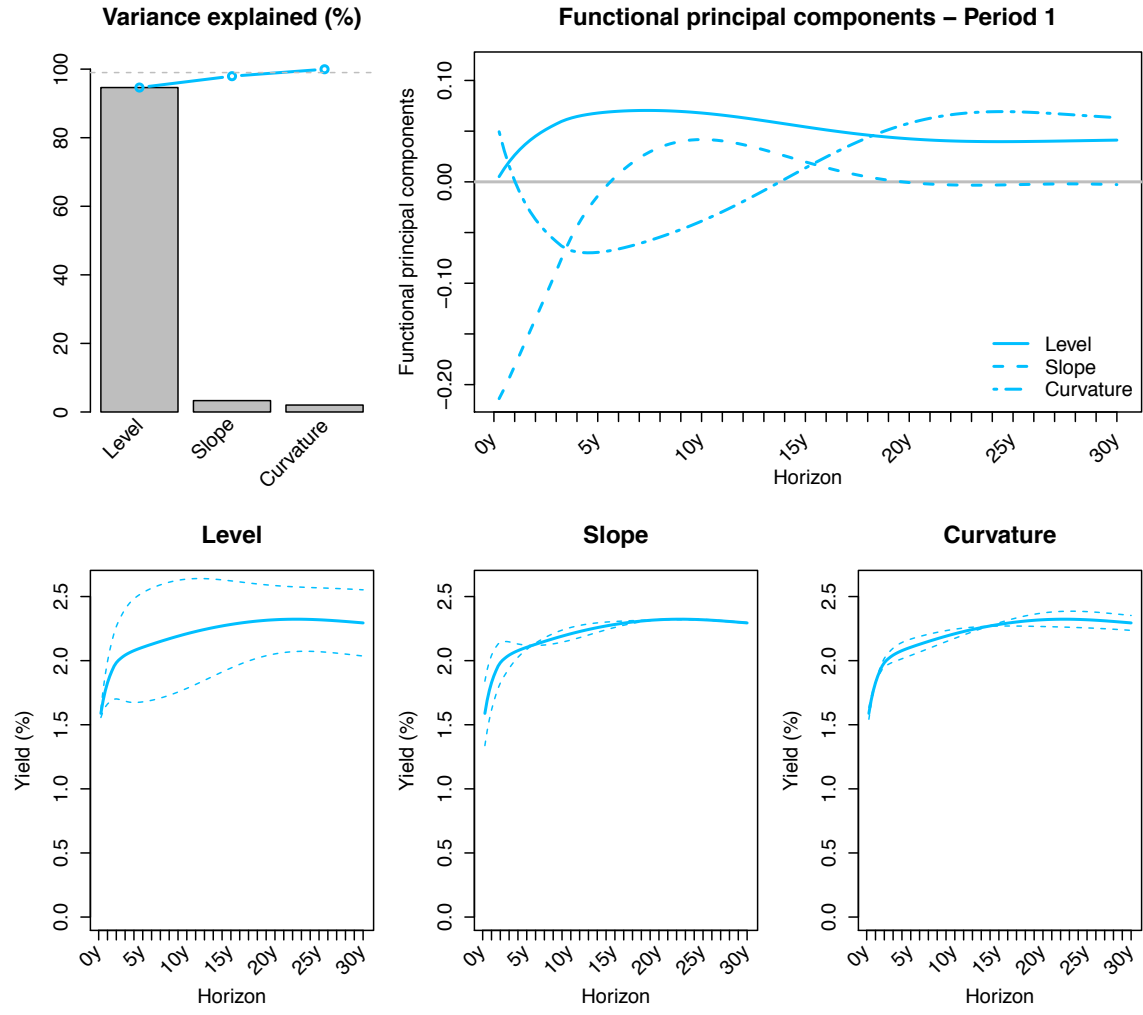 Variance explained (%)
0
20
40
60
80
100
Level
Slope
Curvature
Functional principal components – Period 1
Functional principal components
−0.20
−0.10
0.00
0.10
Level
Slope
Curvature
0y
5y
10y
15y
20y
25y
30y
Horizon
Level
Yield (%)
0.0
0.5
1.0
1.5
2.0
2.5
0y
5y
10y
15y
20y
25y
30y
Horizon
Slope
Yield (%)
0.0
0.5
1.0
1.5
2.0
2.5
0y
5y
10y
15y
20y
25y
30y
Horizon
Curvature
Yield (%)
0.0
0.5
1.0
1.5
2.0
2.5
0y
5y
10y
15y
20y
25y
30y
Horizon